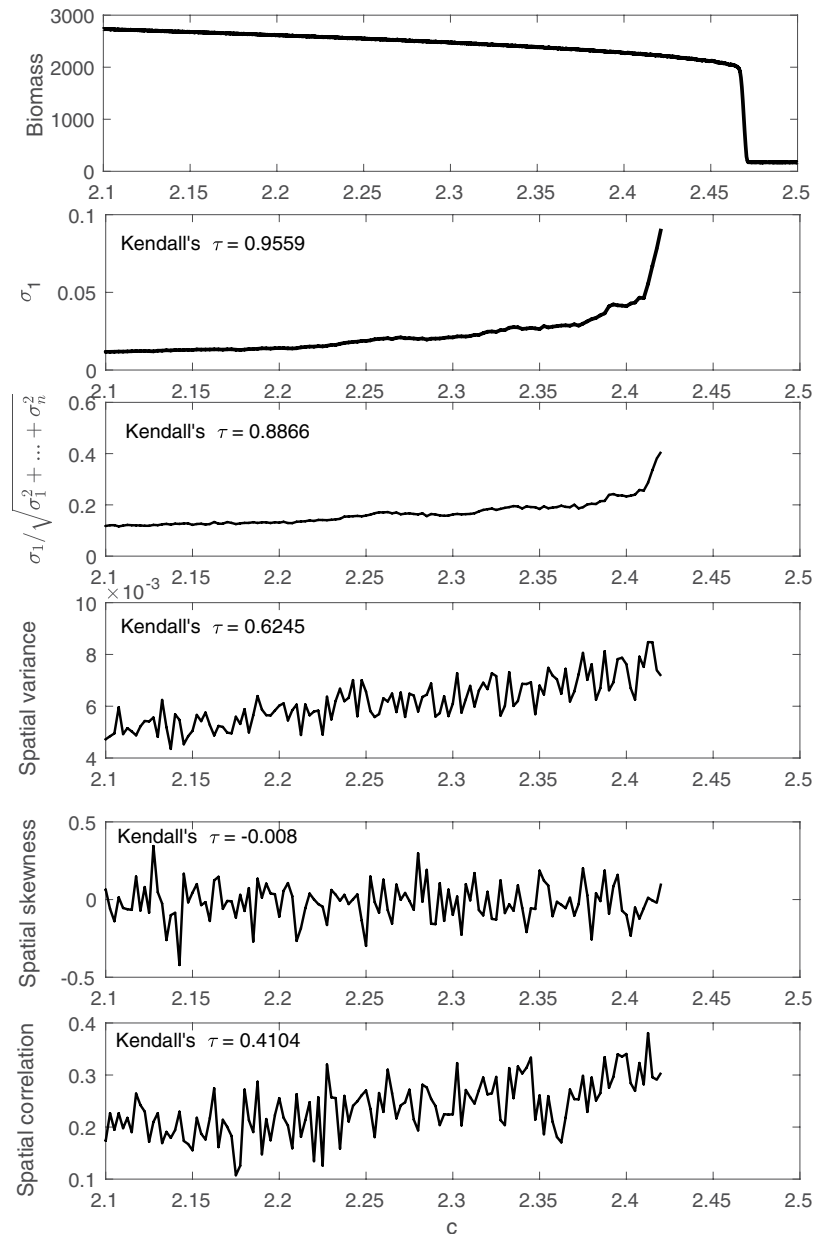 3000
2000
1000
0
Biomass
2.1 2.15 2.2 2.25 2.3 2.35 2.4 2.45 2.5
0.1
0.05
0
σ1
Kendall's τ = 0.9559
2.1 2.15 2.2 2.25 2.3 2.35 2.4 2.45 2.5
0.6
0.4
0.2
0
σ₁/√σ₁² + ... + σₙ²
Kendall's τ = 0.8866
2.1 2.15 2.2 2.25 2.3 2.35 2.4 2.45 2.5
×10⁻³
10
8
6
4
Spatial variance
Kendall's τ = 0.6245
2.1 2.15 2.2 2.25 2.3 2.35 2.4 2.45 2.5
0.5
0
-0.5
Spatial skewness
Kendall's τ = -0.008
2.1 2.15 2.2 2.25 2.3 2.35 2.4 2.45 2.5
0.4
0.3
0.2
0.1
Spatial correlation
Kendall's τ = 0.4104
2.1 2.15 2.2 2.25 2.3 2.35 2.4 2.45 2.5
c